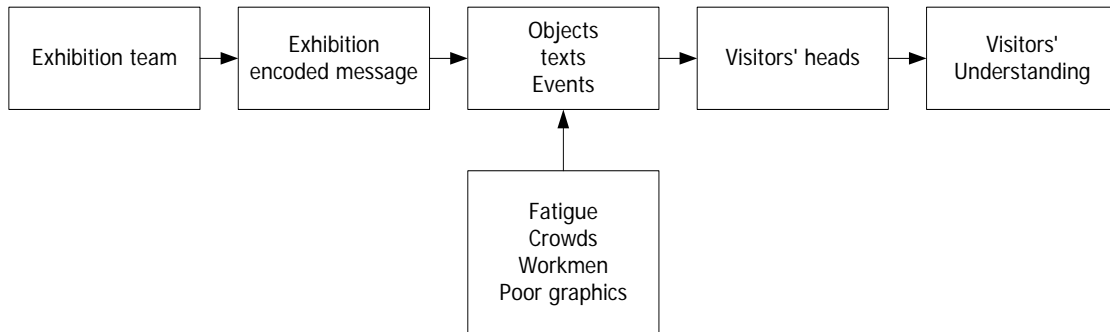 Exhibition team
Exhibition
encoded message
Objects
texts
Events
Visitors' heads
Visitors'
Understanding
Fatigue
Crowds
Workmen
Poor graphics